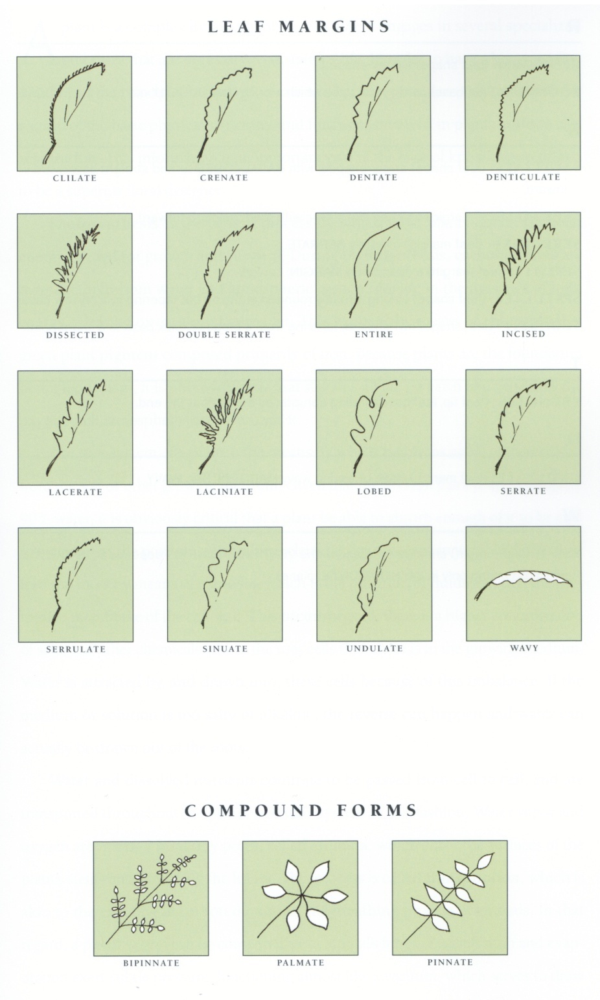 LEAF MARGINS
CLILATE
CRENATE
DENTATE
DENTICULATE
DISSECTED
DOUBLE SERRATE
ENTIRE
INCISED
LACERATE
LACINIATE
LOBED
SERRATE
SERRULATE
SINUATE
UNDULATE
WAVY
COMPOUND FORMS
BIPINNATE
PALMATE
PINNATE